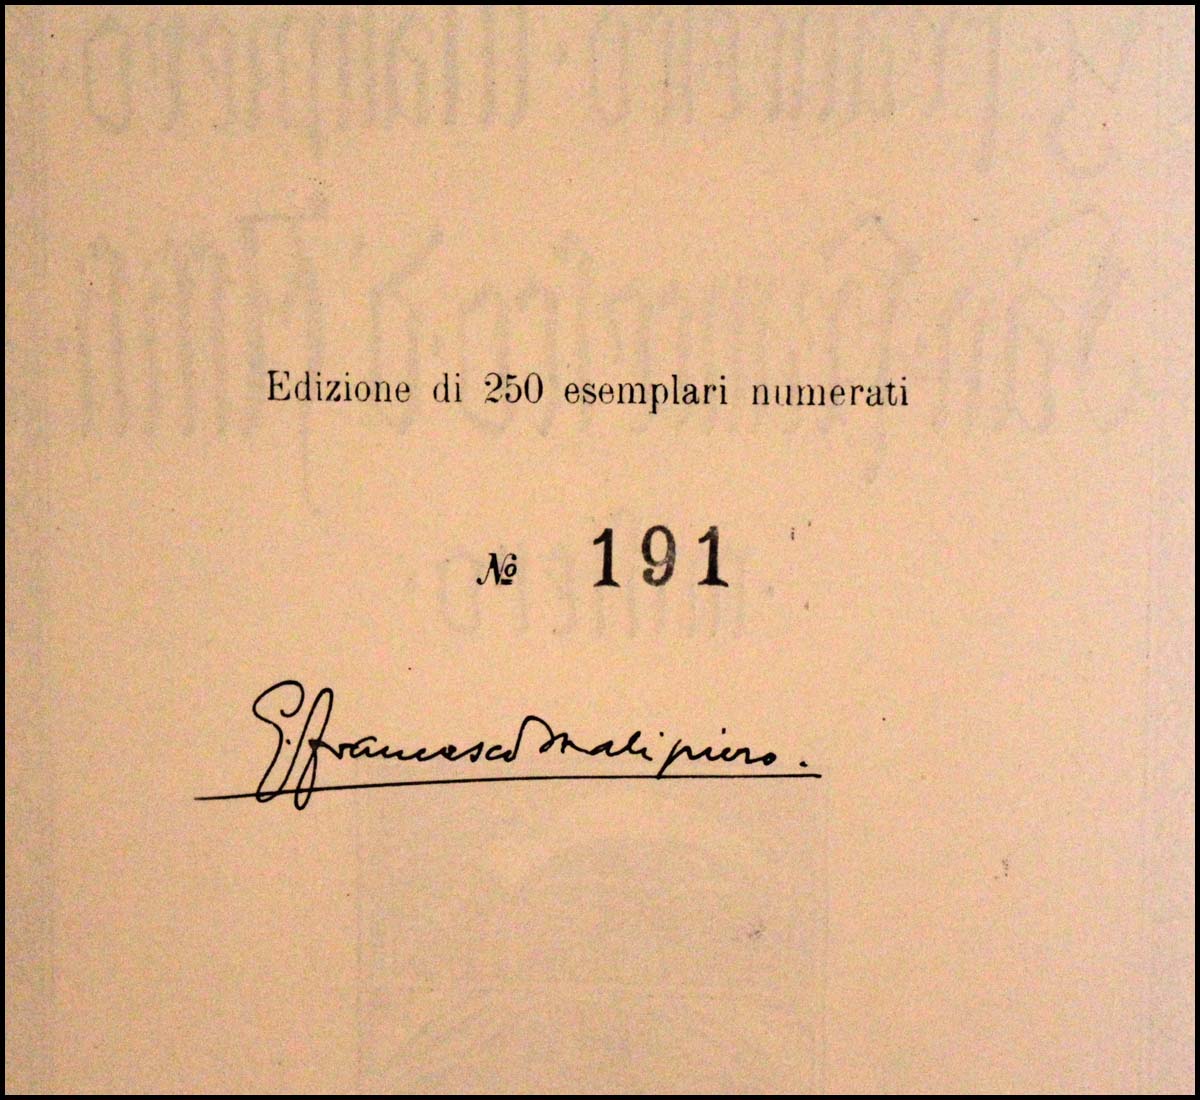 Edizione di 250 esemplari numerati
№ 191
G. Francesco Malipiero.